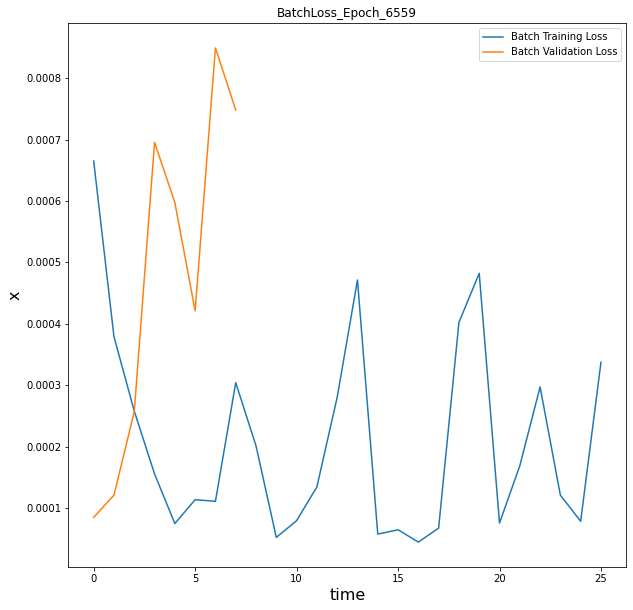 BatchLoss_Epoch_6559
Batch Training Loss
Batch Validation Loss
0.0008
0.0007
0.0006
0.0005
0.0004
0.0003
0.0002
0.0001
x
0 5 10 15 20 25
time